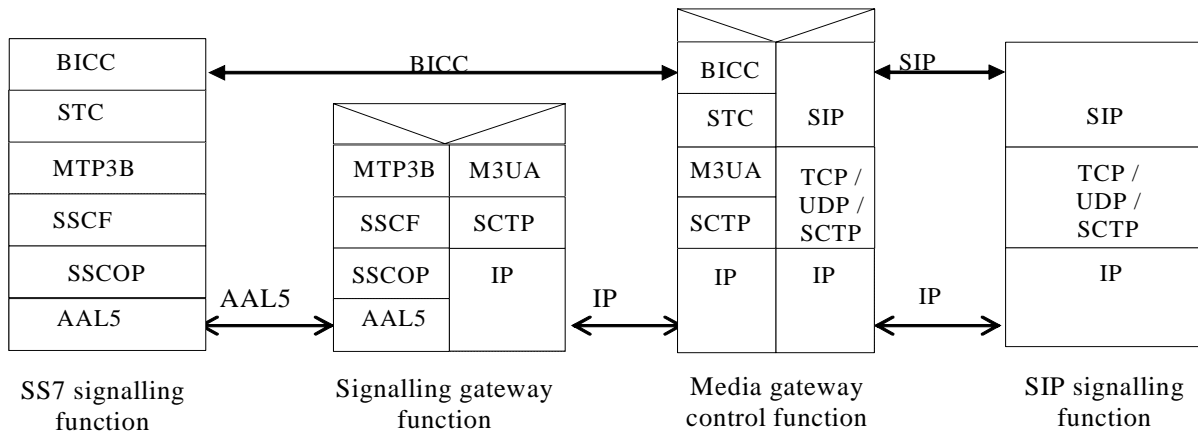 BICC
STC
MTP3B
SSCF
SSCOP
AAL5
SS7 signalling
function
BICC
AAL5
MTP3B
SSCF
SSCOP
AAL5
M3UA
SCTP
IP
Signalling gateway
function
IP
BICC
STC
M3UA
SCTP
IP
SIP
TCP /
UDP /
SCTP
IP
Media gateway
control function
SIP
IP
SIP
TCP /
UDP /
SCTP
IP
SIP signalling
function